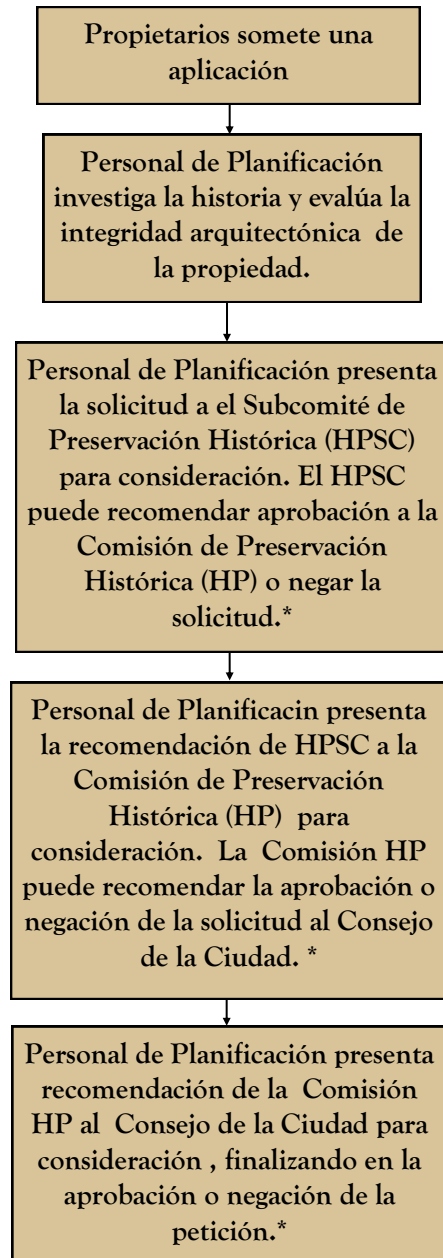 Propietarios somete una
aplicación
Personal de Planificación
investiga la historia y evalúa la
integridad arquitectónica de
la propiedad.
Personal de Planificación presenta
la solicitud a el Subcomité de
Preservación Histórica (HPSC)
para consideración. El HPSC
puede recomendar aprobación a la
Comisión de Preservación
Histórica (HP) o negar la
solicitud.*
Personal de Planificacin presenta
la recomendación de HPSC a la
Comisión de Preservación
Histórica (HP) para
consideración. La Comisión HP
puede recomendar la aprobación o
negación de la solicitud al Consejo
de la Ciudad. *
Personal de Planificación presenta
recomendación de la Comisión
HP al Consejo de la Ciudad para
consideración , finalizando en la
aprobación o negación de la
petición.*